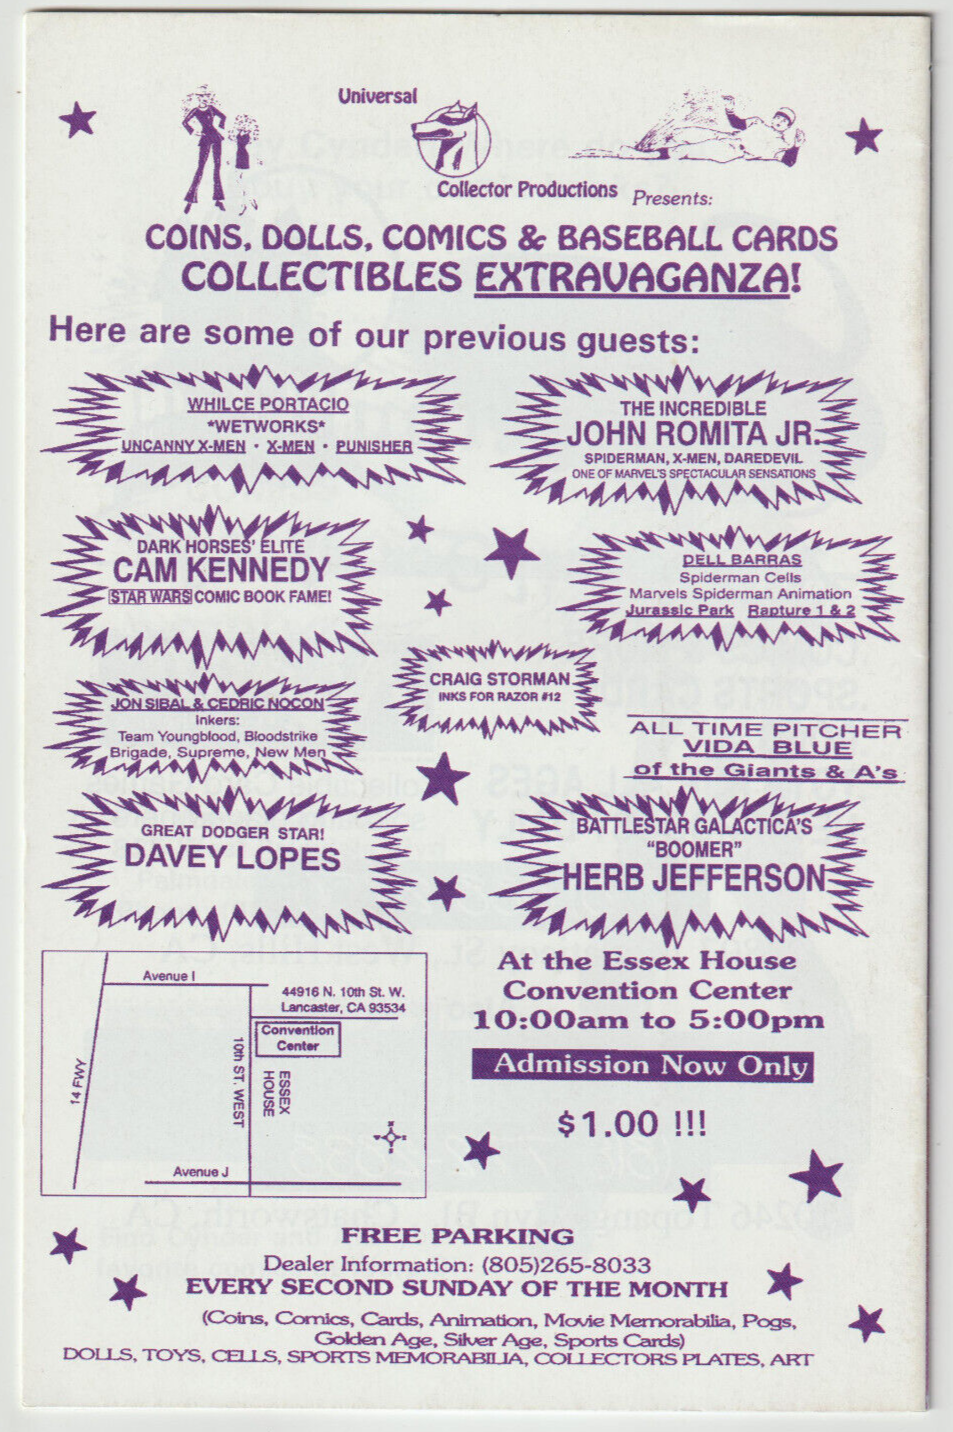 Universal
Collector Productions Presents:
COINS, DOLLS, COMICS & BASEBALL CARDS
COLLECTIBLES EXTRAVAGANZA!
Here are some of our previous guests:
WHILCE PORTACIO
*WETWORKS*
UNCANNY X-MEN • X-MEN • PUNISHER
THE INCREDIBLE
JOHN ROMITA JR.
SPIDERMAN, X-MEN, DAREDEVIL
ONE OF MARVEL'S SPECTACULAR SENSATIONS
DARK HORSES' ELITE
CAM KENNEDY
STAR WARS COMIC BOOK FAME!
DELL BARRAS
Spiderman Cells
Marvels Spiderman Animation
Jurassic Park Rapture 1 & 2
CRAIG STORMAN
INKS FOR RAZOR #12
JON SIBAL & CEDRIC NOCON
Inkers:
Team Youngblood, Bloodstrike
Brigade, Supreme, New Men
ALL TIME PITCHER
VIDA BLUE
of the Giants & A's
GREAT DODGER STAR!
DAVEY LOPES
BATTLESTAR GALACTICA'S
"BOOMER"
HERB JEFFERSON
Avenue I
44916 N. 10th St. W.
Lancaster, CA 93534
Convention
Center
14 FWY
10th ST. WEST
ESSEX
HOUSE
Avenue J
At the Essex House
Convention Center
10:00am to 5:00pm
Admission Now Only
$1.00 !!!
FREE PARKING
Dealer Information: (805)265-8033
EVERY SECOND SUNDAY OF THE MONTH
(Coins, Comics, Cards, Animation, Movie Memorabilia, Pogs,
Golden Age, Silver Age, Sports Cards)
DOLLS, TOYS, CELLS, SPORTS MEMORABILIA, COLLECTORS PLATES, ART